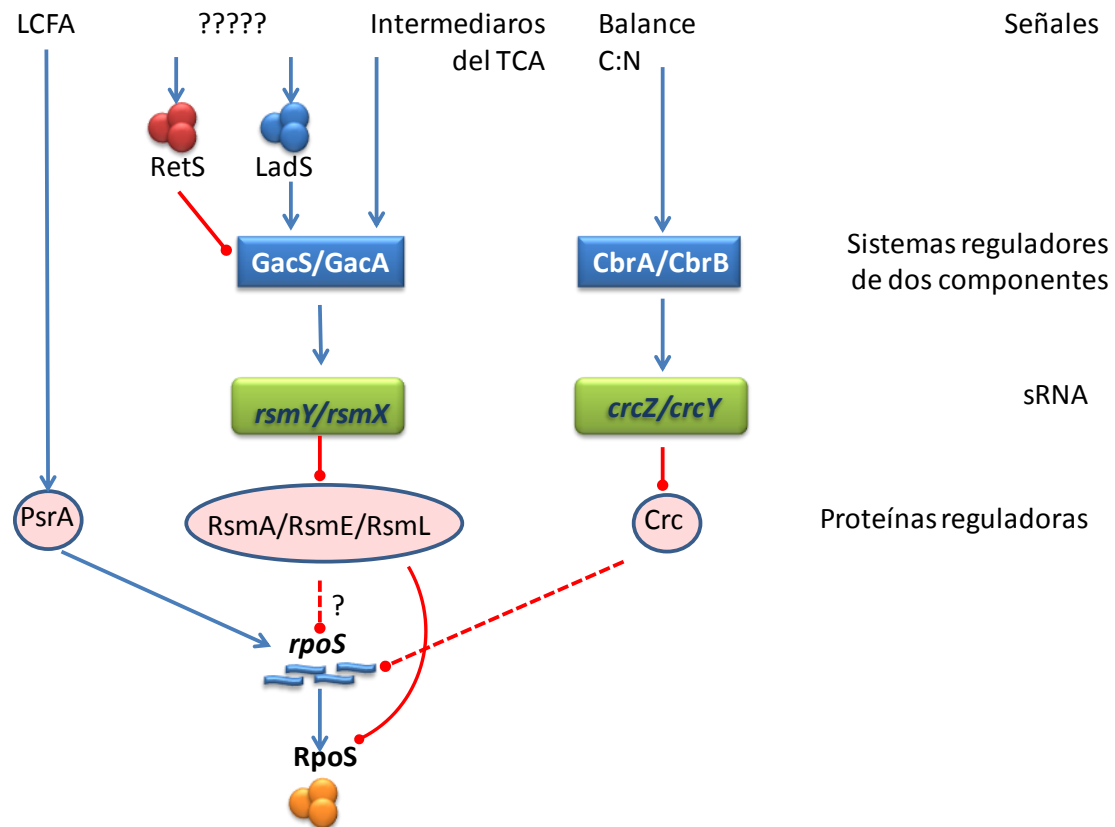 LCFA
?????
Intermediaros
del TCA
Balance
C:N
Señales
RetS
LadS
GacS/GacA
CbrA/CbrB
Sistemas reguladores
de dos componentes
rsmY/rsmX
crcZ/crcY
sRNA
PsrA
RsmA/RsmE/RsmL
Crc
Proteínas reguladoras
?
rpoS
RpoS